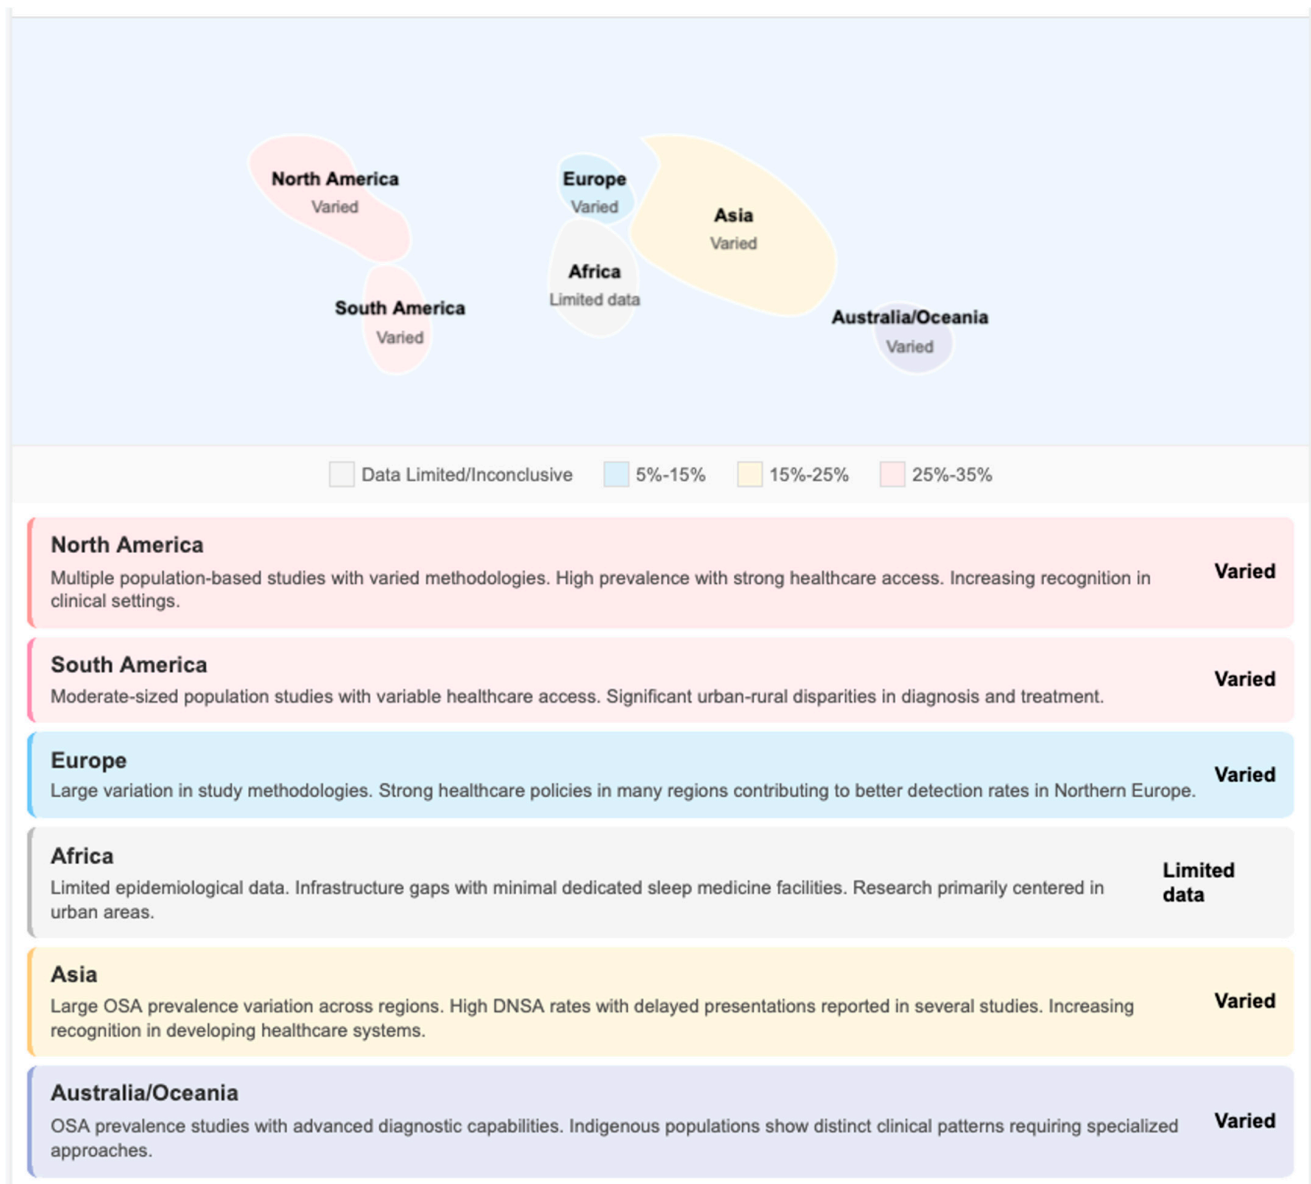 North America
Varied
Europe
Varied
Asia
Varied
Africa
Limited data
South America
Varied
Australia/Oceania
Varied
Data Limited/Inconclusive
5%-15%
15%-25%
25%-35%
North America
Multiple population-based studies with varied methodologies. High prevalence with strong healthcare access. Increasing recognition in
clinical settings.
Varied
South America
Moderate-sized population studies with variable healthcare access. Significant urban-rural disparities in diagnosis and treatment.
Varied
Europe
Large variation in study methodologies. Strong healthcare policies in many regions contributing to better detection rates in Northern Europe.
Varied
Africa
Limited epidemiological data. Infrastructure gaps with minimal dedicated sleep medicine facilities. Research primarily centered in
urban areas.
Limited
data
Asia
Large OSA prevalence variation across regions. High DNSA rates with delayed presentations reported in several studies. Increasing
recognition in developing healthcare systems.
Varied
Australia/Oceania
OSA prevalence studies with advanced diagnostic capabilities. Indigenous populations show distinct clinical patterns requiring specialized
approaches.
Varied